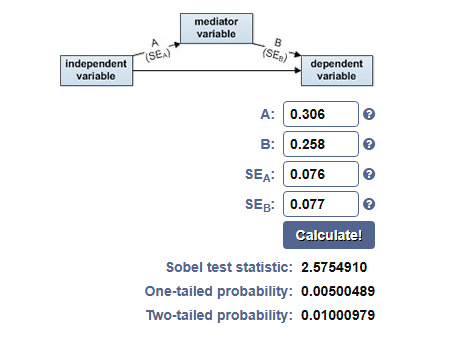 mediator
variable
A
(SEA)
B
(SEB)
independent
variable
dependent
variable
A: 0.306 ?
B: 0.258 ?
SEA: 0.076 ?
SEB: 0.077 ?
Calculate!
Sobel test statistic: 2.5754910
One-tailed probability: 0.00500489
Two-tailed probability: 0.01000979